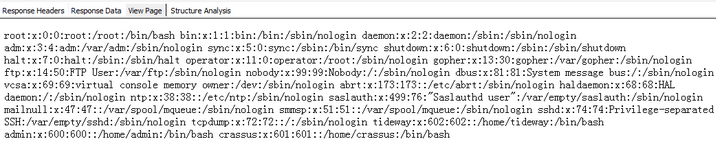 Response Headers Response Data View Page Structure Analysis
root:x:0:0:root:/root:/bin/bash bin:x:1:1:bin:/bin:/sbin/nologin daemon:x:2:2:daemon:/sbin:/sbin/nologin
adm:x:3:4:adm:/var/adm:/sbin/nologin sync:x:5:0:sync:/sbin:/bin/sync shutdown:x:6:0:shutdown:/sbin:/sbin/shutdown
halt:x:7:0:halt:/sbin:/sbin/halt operator:x:11:0:operator:/root:/sbin/nologin gopher:x:13:30:gopher:/var/gopher:/sbin/nologin
ftp:x:14:50:FTP User:/var/ftp:/sbin/nologin nobody:x:99:99:Nobody:/:/sbin/nologin dbus:x:81:81:System message bus:/:/sbin/nologin
vcsa:x:69:69:virtual console memory owner:/dev:/sbin/nologin abrt:x:173:173::/etc/abrt:/sbin/nologin haldaemon:x:68:68:HAL
daemon:/:/sbin/nologin ntp:x:38:38::/etc/ntp:/sbin/nologin saslauth:x:499:76:"Saslauthd user":/var/empty/saslauth:/sbin/nologin
mailnull:x:47:47::/var/spool/mqueue:/sbin/nologin smmsp:x:51:51::/var/spool/mqueue:/sbin/nologin sshd:x:74:74:Privilege-separated
SSH:/var/empty/sshd:/sbin/nologin tcpdump:x:72:72::/:/sbin/nologin tideway:x:602:602::/home/tideway:/bin/bash
admin:x:600:600::/home/admin:/bin/bash crassus:x:601:601::/home/crassus:/bin/bash